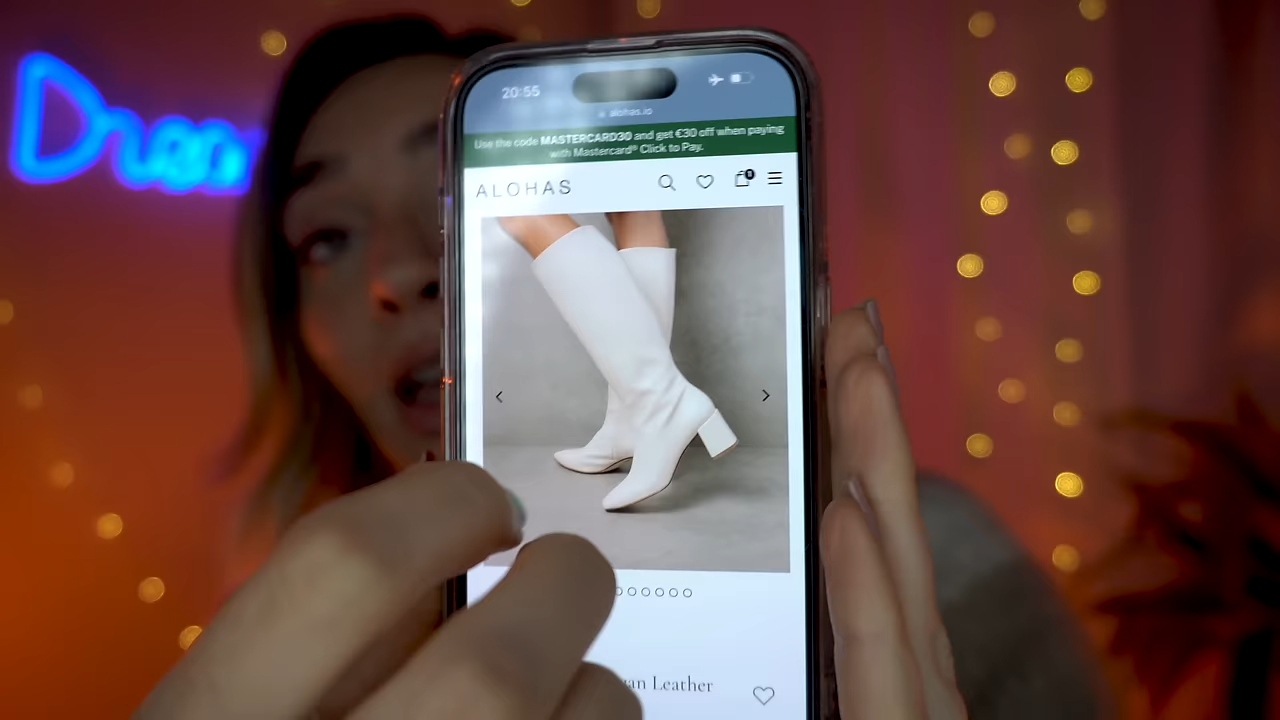 20:55
alohas.io
Use the code MASTERCARD30 and get €30 off when paying
with Mastercard® Click to Pay.
ALOHAS
0
Leather